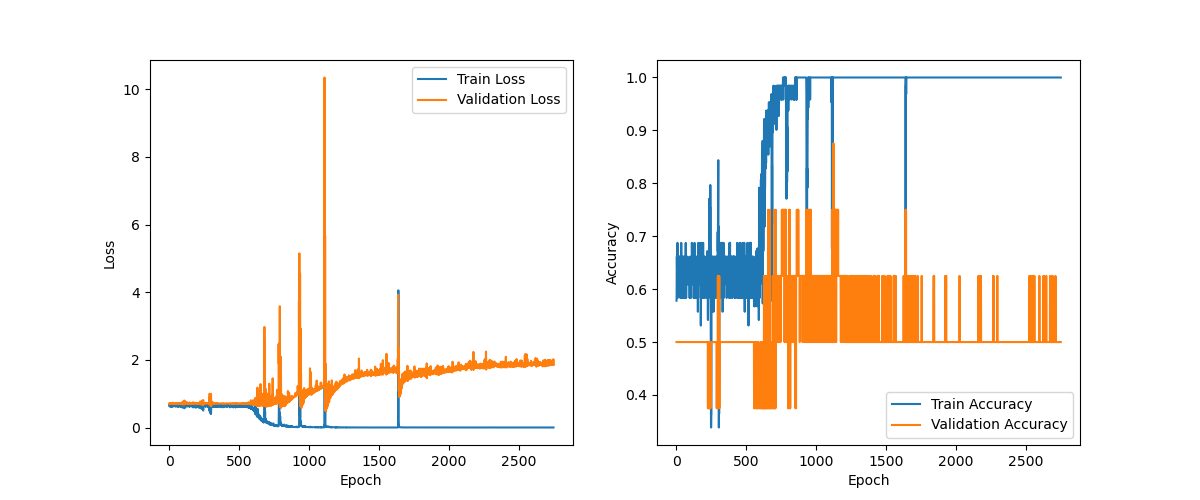 Train Loss
Validation Loss
10
8
6
4
2
0
Loss
0 500 1000 1500 2000 2500
Epoch
1.0
0.9
0.8
0.7
0.6
0.5
0.4
Accuracy
Train Accuracy
Validation Accuracy
0 500 1000 1500 2000 2500
Epoch